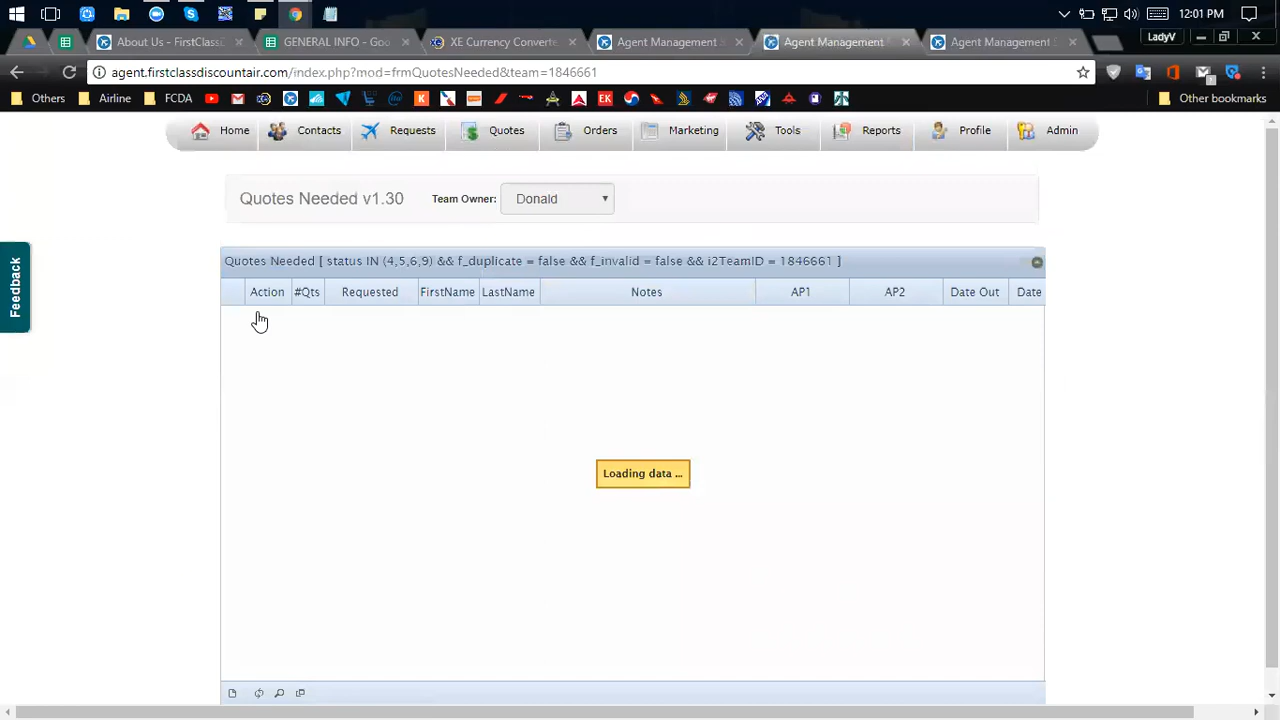 12:01 PM
About Us - FirstClassD
GENERAL INFO - Goo
XE Currency Converte
Agent Management
Agent Management
Agent Management
LadyV
agent.firstclassdiscountair.com/index.php?mod=frmQuotesNeeded&team=1846661
Others
Airline
FCDA
EK
Other bookmarks
Home
Contacts
Requests
Quotes
Orders
Marketing
Tools
Reports
Profile
Admin
Quotes Needed v1.30
Team Owner:
Donald
Feedback
Quotes Needed [ status IN (4,5,6,9) && f_duplicate = false && f_invalid = false && i2TeamID = 1846661 ]
Action #Qts Requested FirstName LastName Notes AP1 AP2 Date Out Date
Loading data ...